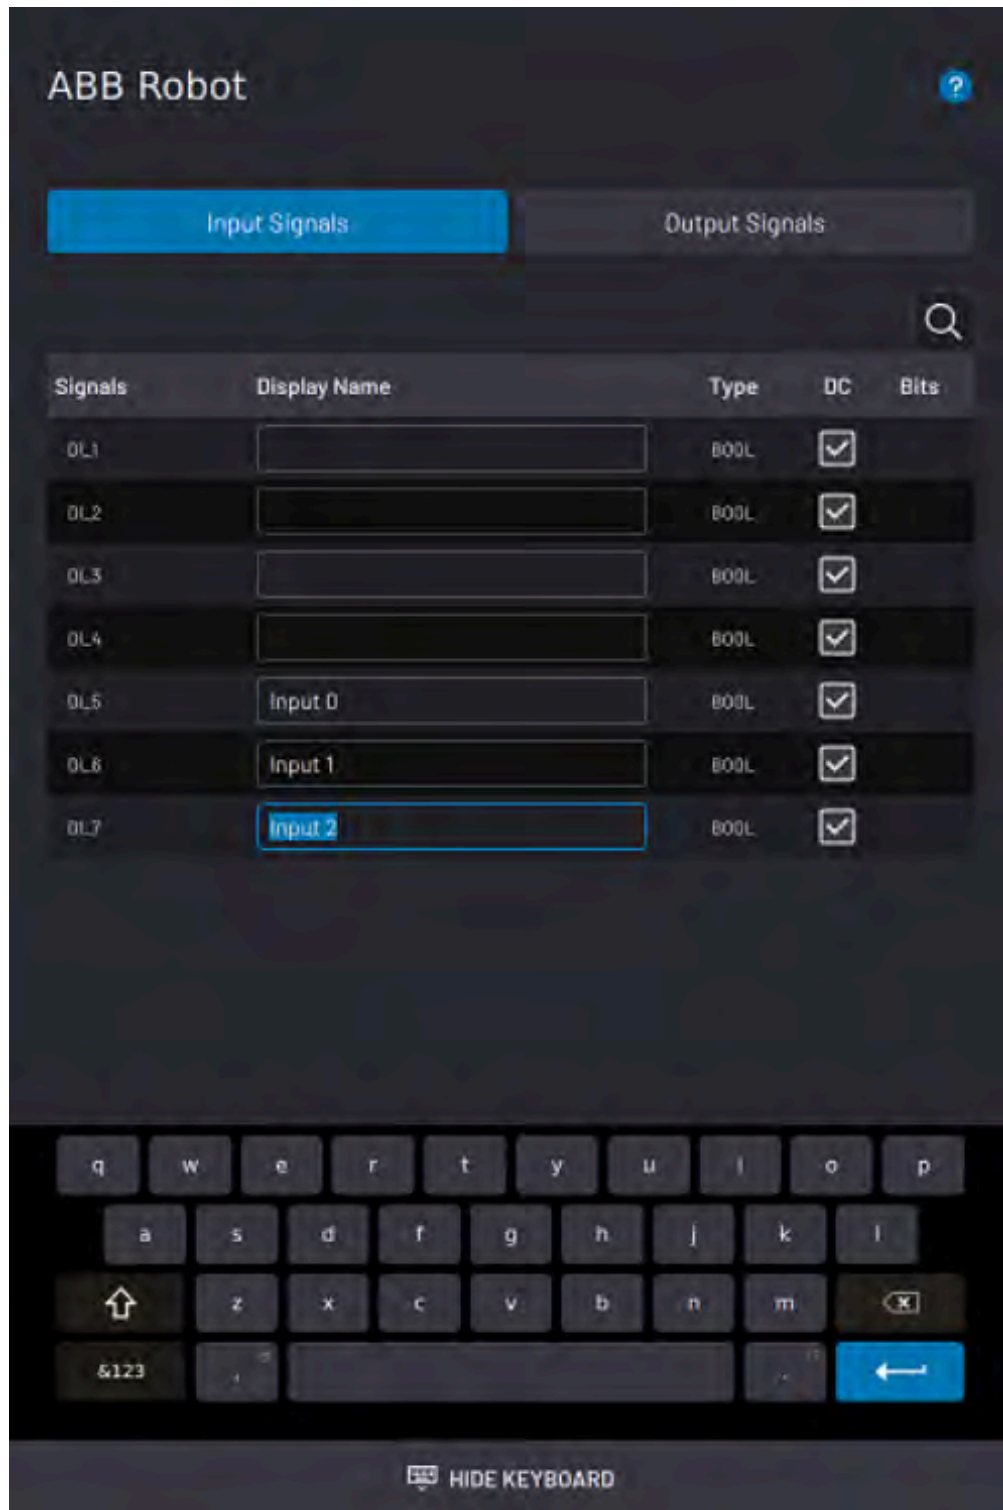 ABB Robot
?
Input Signals Output Signals
Signals Display Name Type DC Bits
DI_1 BOOL
DI_2 BOOL
DI_3 BOOL
DI_4 BOOL
DI_5 Input 0 BOOL
DI_6 Input 1 BOOL
DI_7 Input 2 BOOL
q w e r t y u i o p
a s d f g h j k l
z x c v b n m
&123 , .
HIDE KEYBOARD